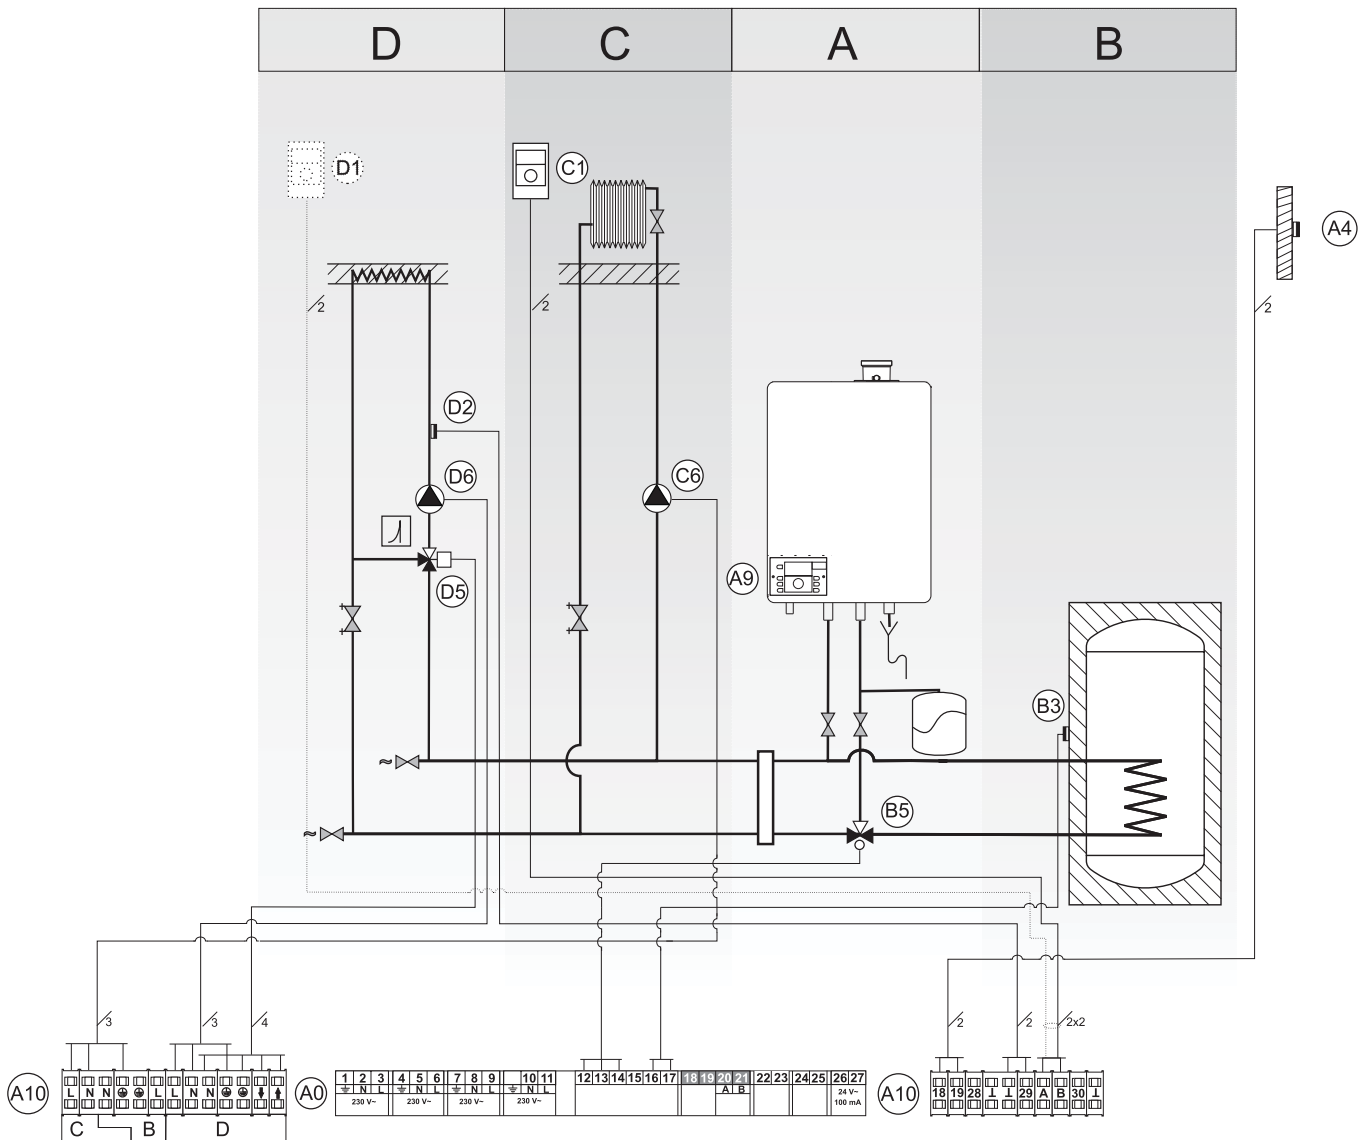 D C A B
D1
C1
A4
2
2
2
D2
D6
C6
D5
A9
B3
B5
3
3
4
2
2
2x2
A10
L N N L L N N
C B D
A0
1 2 3 4 5 6 7 8 9 10 11 12 13 14 15 16 17 18 19 20 21 22 23 24 25 26 27
N L N L N L N L A B
230 V~ 230 V~ 230 V~ 230 V~ 24 V~
100 mA
A10
18 19 28 ⊥ ⊥ 29 A B 30 ⊥